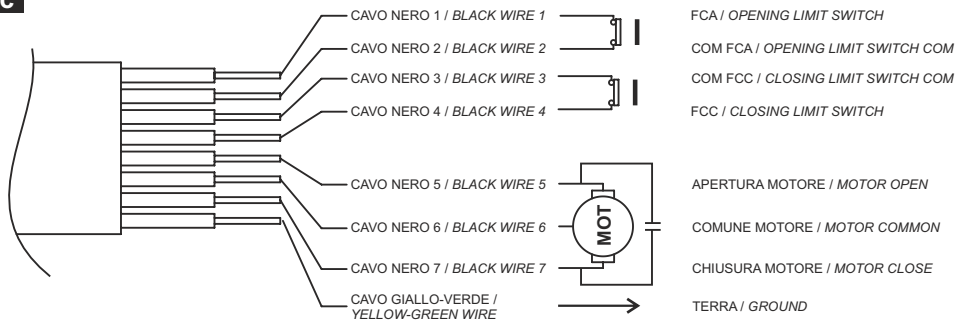 C
CAVO NERO 1 / BLACK WIRE 1 FCA / OPENING LIMIT SWITCH
CAVO NERO 2 / BLACK WIRE 2 COM FCA / OPENING LIMIT SWITCH COM
CAVO NERO 3 / BLACK WIRE 3 COM FCC / CLOSING LIMIT SWITCH COM
CAVO NERO 4 / BLACK WIRE 4 FCC / CLOSING LIMIT SWITCH
CAVO NERO 5 / BLACK WIRE 5 APERTURA MOTORE / MOTOR OPEN
CAVO NERO 6 / BLACK WIRE 6 MOT COMUNE MOTORE / MOTOR COMMON
CAVO NERO 7 / BLACK WIRE 7 CHIUSURA MOTORE / MOTOR CLOSE
CAVO GIALLO-VERDE /
YELLOW-GREEN WIRE TERRA / GROUND